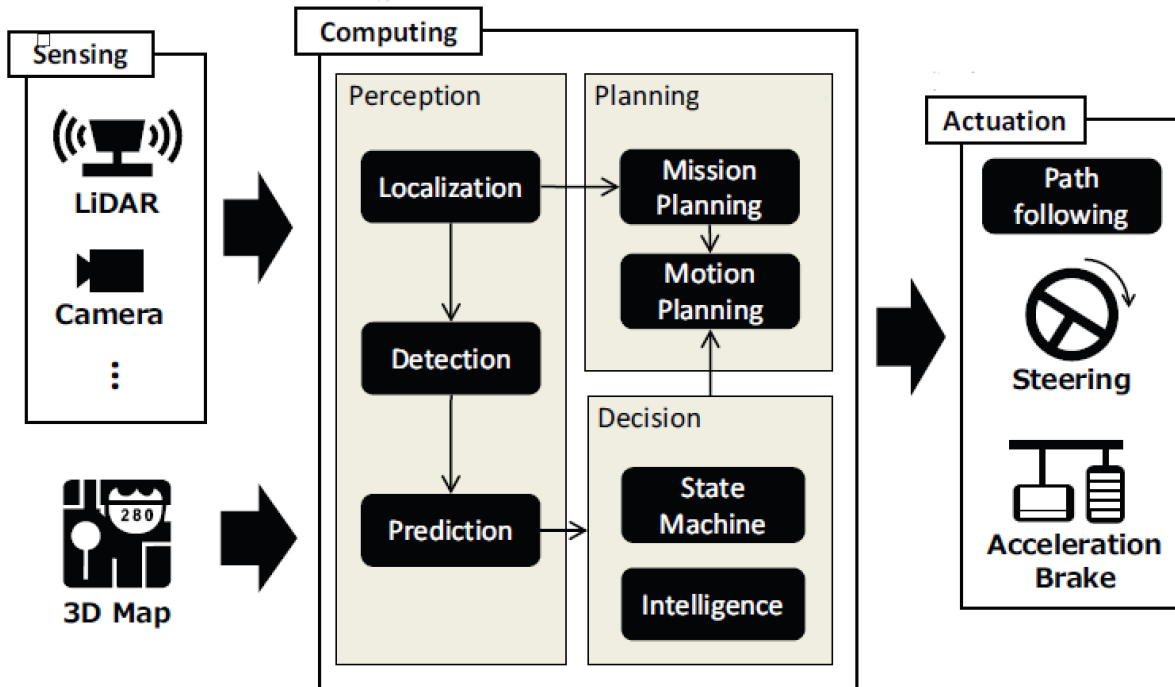 Sensing
LiDAR
Camera
...
280
3D Map
Computing
Perception
Localization
Detection
Prediction
Planning
Mission
Planning
Motion
Planning
Decision
State
Machine
Intelligence
Actuation
Path
following
Steering
Acceleration
Brake